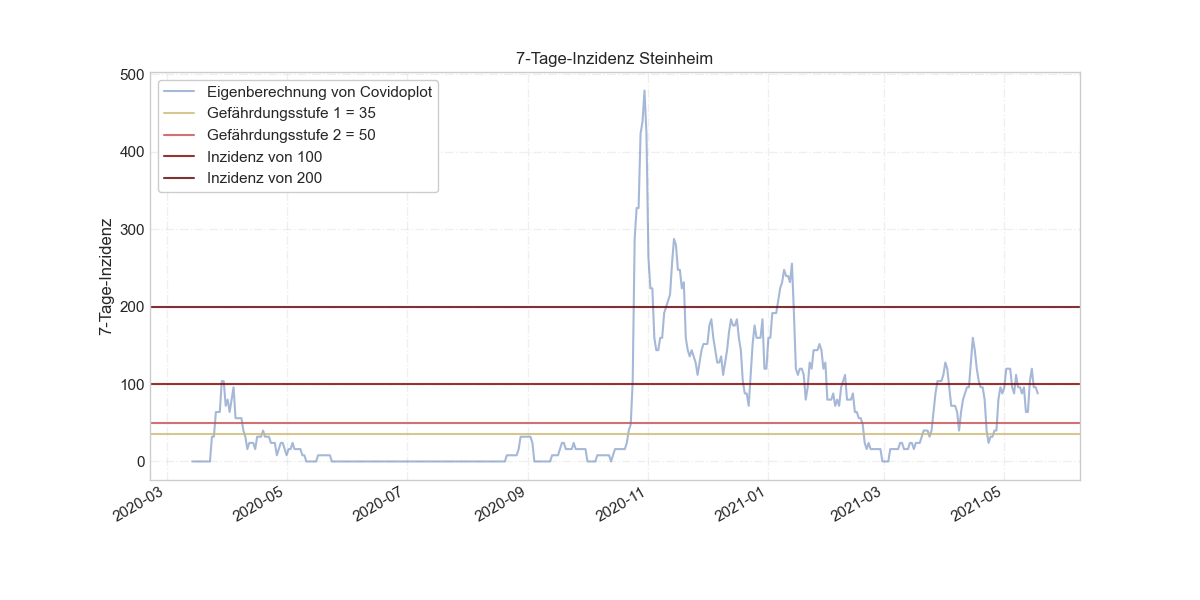 7-Tage-Inzidenz Steinheim
500
400
300
200
100
0
7-Tage-Inzidenz
Eigenberechnung von Covidoplot
Gefährdungsstufe 1 = 35
Gefährdungsstufe 2 = 50
Inzidenz von 100
Inzidenz von 200
2020-03
2020-05
2020-07
2020-09
2020-11
2021-01
2021-03
2021-05